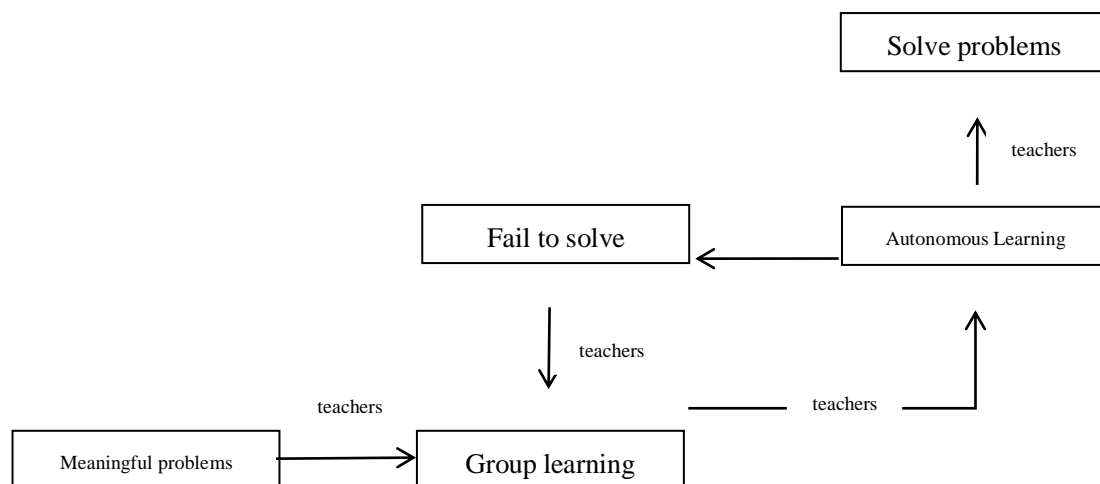 Solve problems
teachers
Fail to solve
Autonomous Learning
teachers
teachers
teachers
Meaningful problems
Group learning